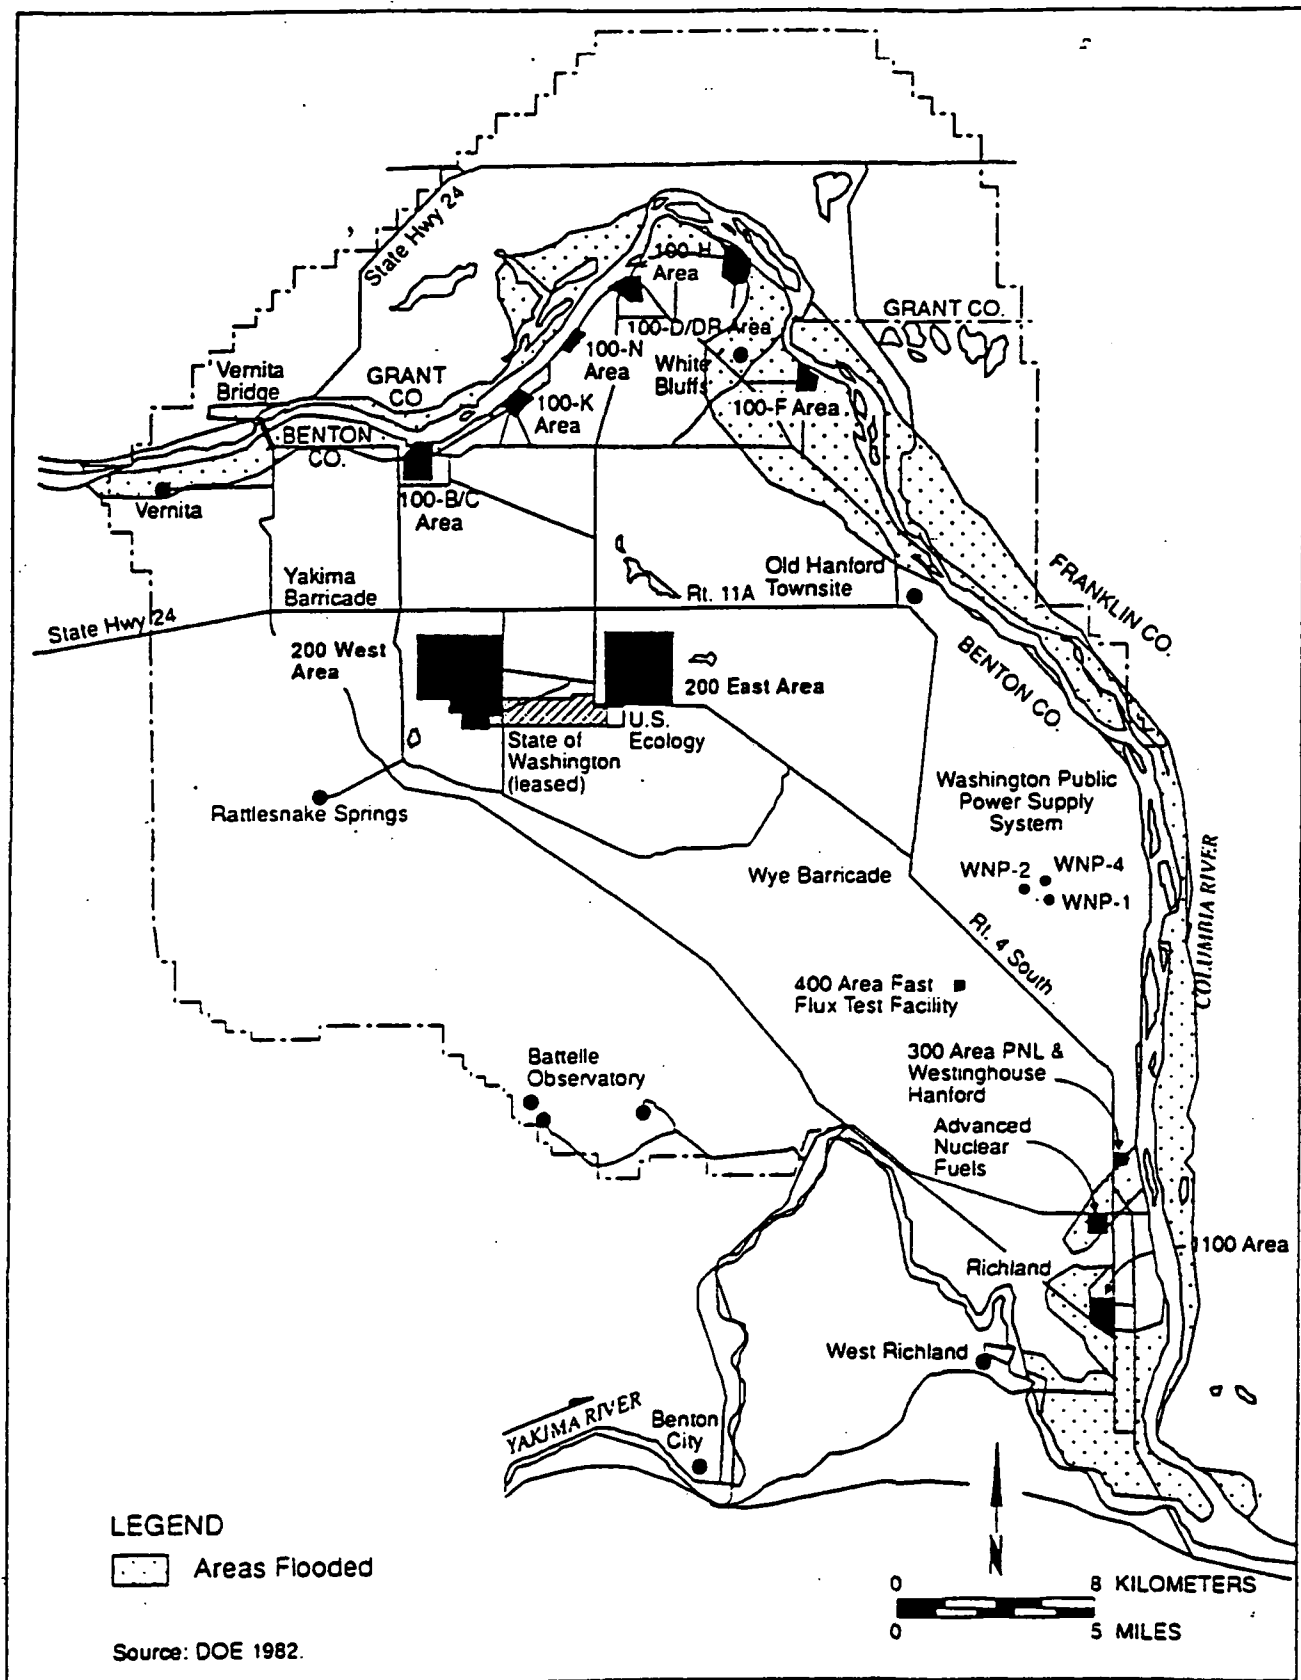 State Hwy 24
100-H
Area
GRANT CO.
100-D/DR Area
100-N
Area
White
Bluffs
Vernita
Bridge
GRANT
CO
100-K
Area
100-F Area
BENTON
CO.
Vernita
100-B/C
Area
Yakima
Barricade
Rt. 11A
Old Hanford
Townsite
FRANKLIN CO.
State Hwy 24
200 West
Area
200 East Area
BENTON CO.
U.S.
Ecology
State of
Washington
(leased)
Rattlesnake Springs
Washington Public
Power Supply
System
WNP-2
WNP-4
WNP-1
Wye Barricade
COLUMBIA RIVER
Rt. 4 South
400 Area Fast
Flux Test Facility
300 Area PNL &
Westinghouse
Hanford
Battelle
Observatory
Advanced
Nuclear
Fuels
1100 Area
Richland
West Richland
YAKIMA RIVER
Benton
City
N
LEGEND
Areas Flooded
0 8 KILOMETERS
0 5 MILES
Source: DOE 1982.